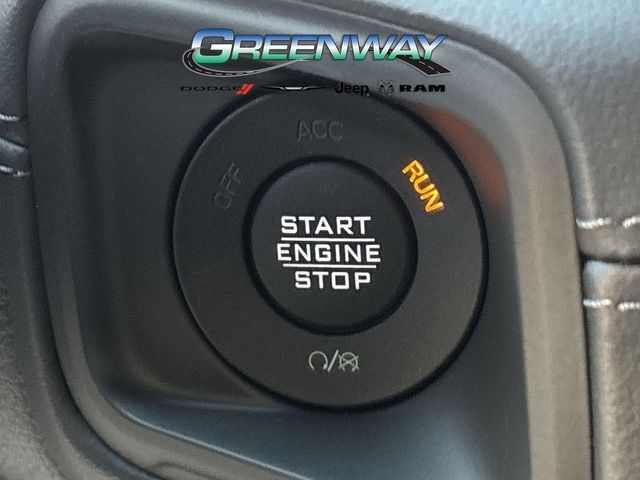 GREENWAY
DODGE Jeep RAM
ACC
OFF
RUN
START
ENGINE
STOP